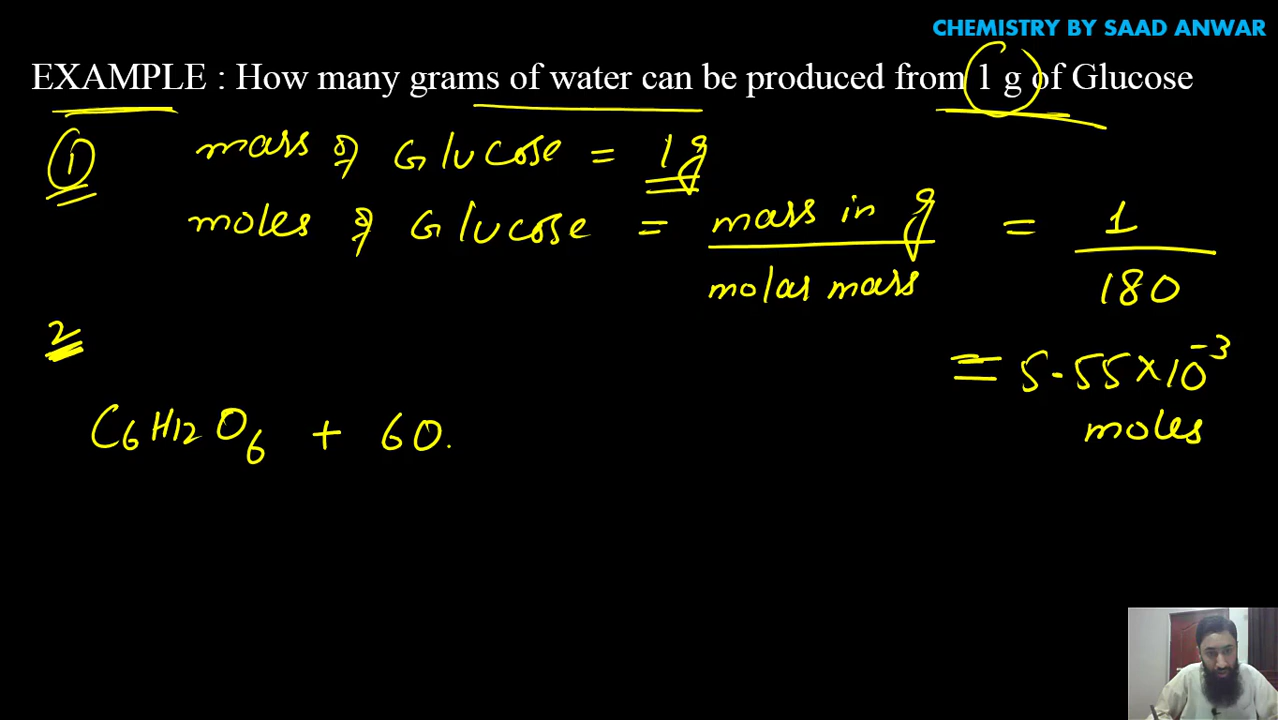 CHEMISTRY BY SAAD ANWAR
EXAMPLE : How many grams of water can be produced from 1 g of Glucose
① mass of Glucose = 1g
moles of Glucose = mass in g / molar mass = 1 / 180
2
= 5.55×10⁻³
moles
C₆H₁₂O₆ + 6O